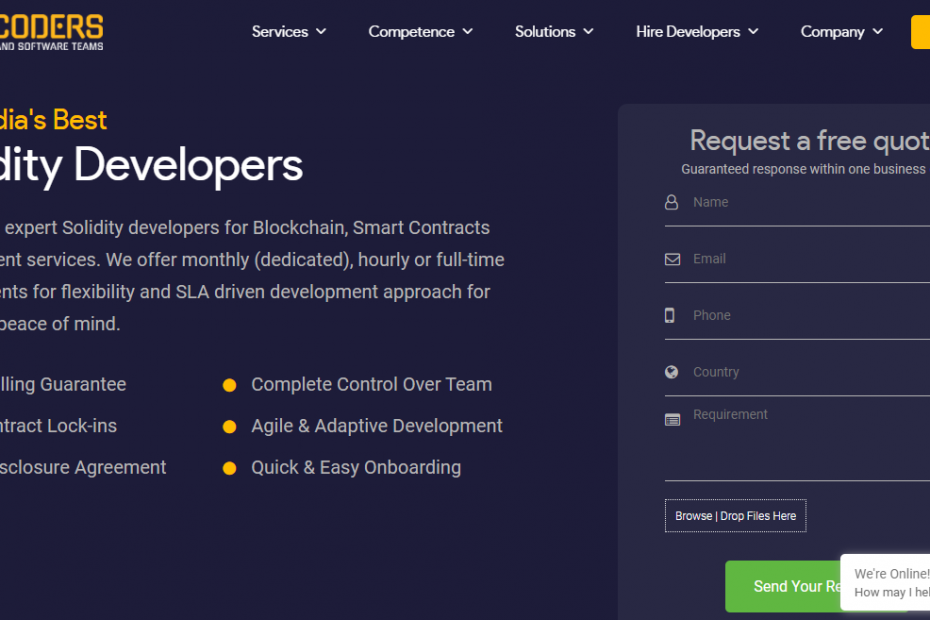 CODERS
AND SOFTWARE TEAMS
Services
Competence
Solutions
Hire Developers
Company
dia's Best
dity Developers
expert Solidity developers for Blockchain, Smart Contracts
ent services. We offer monthly (dedicated), hourly or full-time
ents for flexibility and SLA driven development approach for
peace of mind.
lling Guarantee
Complete Control Over Team
ntract Lock-ins
Agile & Adaptive Development
sclosure Agreement
Quick & Easy Onboarding
Request a free quot
Guaranteed response within one business
Name
Email
Phone
Country
Requirement
Browse | Drop Files Here
Send Your Re
We're Online!
How may I hel